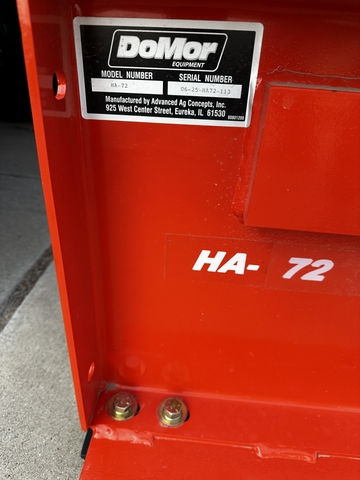 DoMor
EQUIPMENT
MODEL NUMBER SERIAL NUMBER
HA-72 06-25-HA72-113
Manufactured by Advanced Ag Concepts, Inc.
925 West Center Street, Eureka, IL 61530
HA- 72